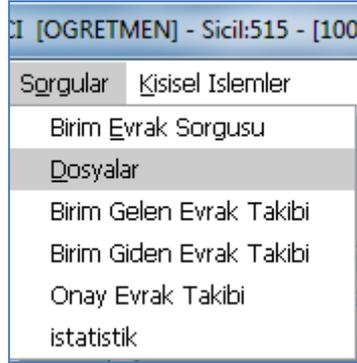 [OGRETMEN] - Sicil:515 - [100
Sorgular Kisisel Islemler
Birim Evrak Sorgusu
Dosyalar
Birim Gelen Evrak Takibi
Birim Giden Evrak Takibi
Onay Evrak Takibi
istatistik